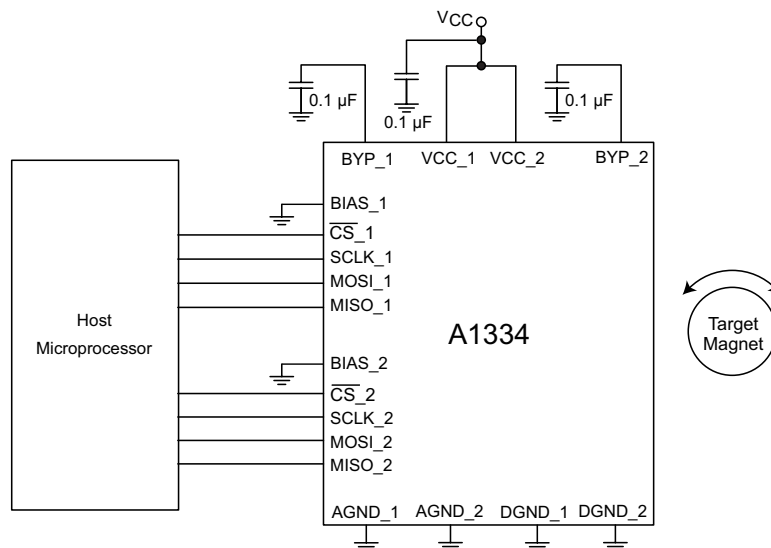 VCC
0.1 µF
0.1 µF
0.1 µF
BYP_1
VCC_1
VCC_2
BYP_2
BIAS_1
CS_1
SCLK_1
MOSI_1
MISO_1
Host
Microprocessor
A1334
Target
Magnet
BIAS_2
CS_2
SCLK_2
MOSI_2
MISO_2
AGND_1
AGND_2
DGND_1
DGND_2